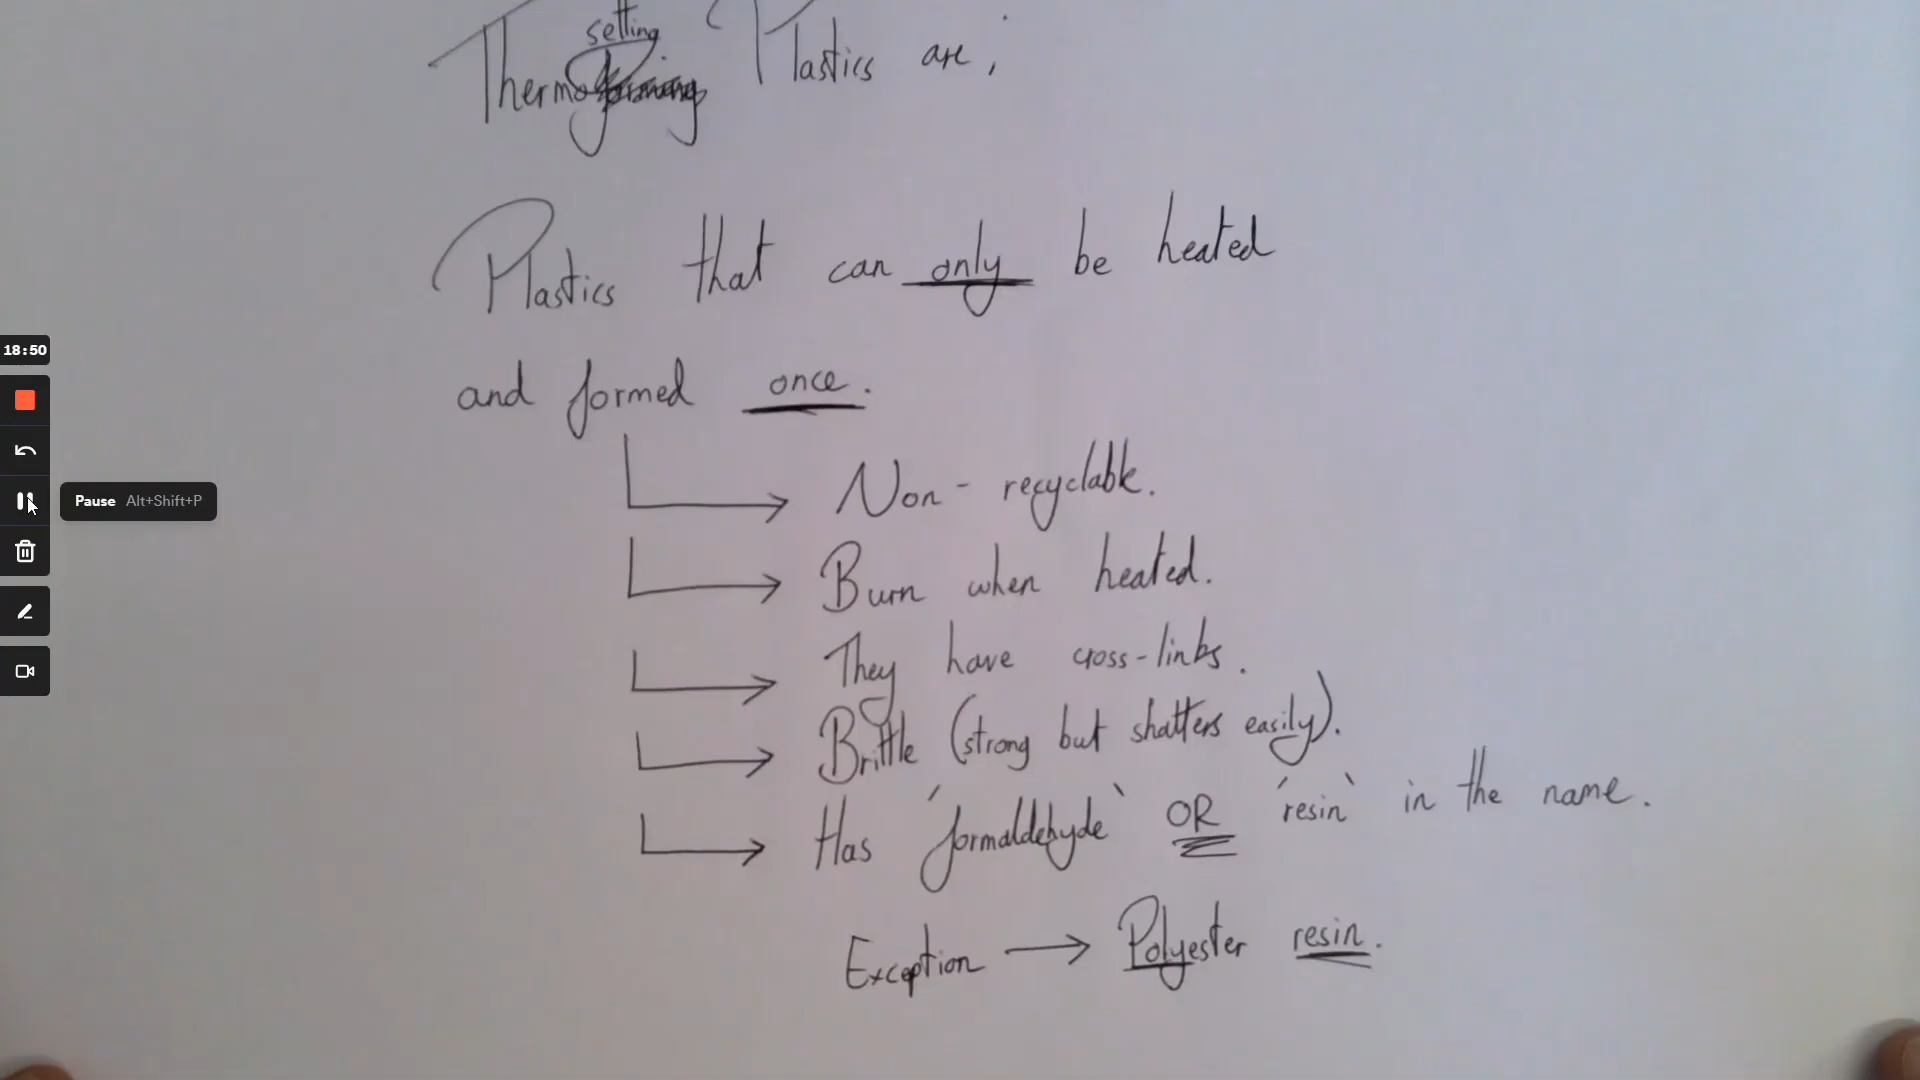 setting
Thermo Plastics are;
Plastics that can only be heated
and formed once.
Non-recyclable.
Burn when heated.
They have cross-links.
Brittle (strong but shatters easily).
Has 'formaldehyde' OR 'resin' in the name.
Exception → Polyester resin.
18:50
Pause Alt+Shift+P